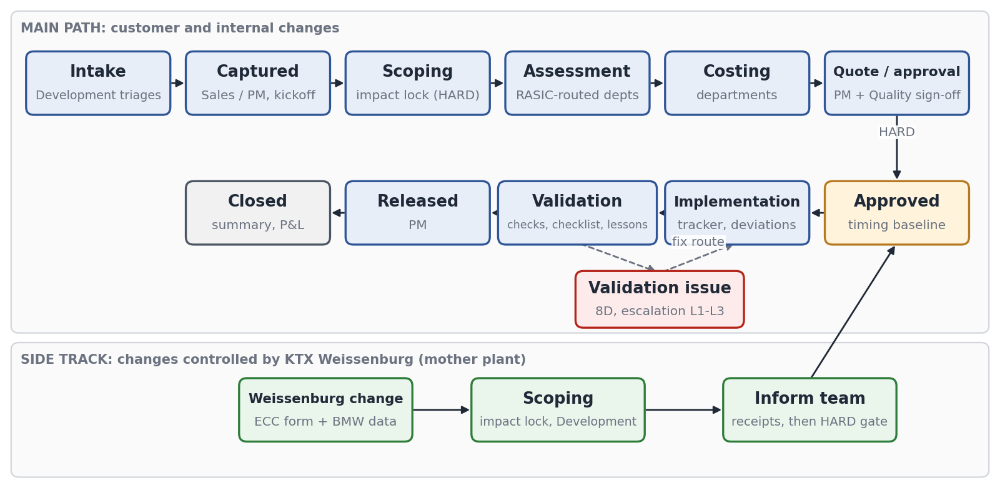 MAIN PATH: customer and internal changes
Intake
Development triages
Captured
Sales / PM, kickoff
Scoping
impact lock (HARD)
Assessment
RASIC-routed depts
Costing
departments
Quote / approval
PM + Quality sign-off
HARD
Closed
summary, P&L
Released
PM
Validation
checks, checklist, lessons
Implementation
tracker, deviations
Approved
timing baseline
fix route
Validation issue
8D, escalation L1-L3
SIDE TRACK: changes controlled by KTX Weissenburg (mother plant)
Weissenburg change
ECC form + BMW data
Scoping
impact lock, Development
Inform team
receipts, then HARD gate